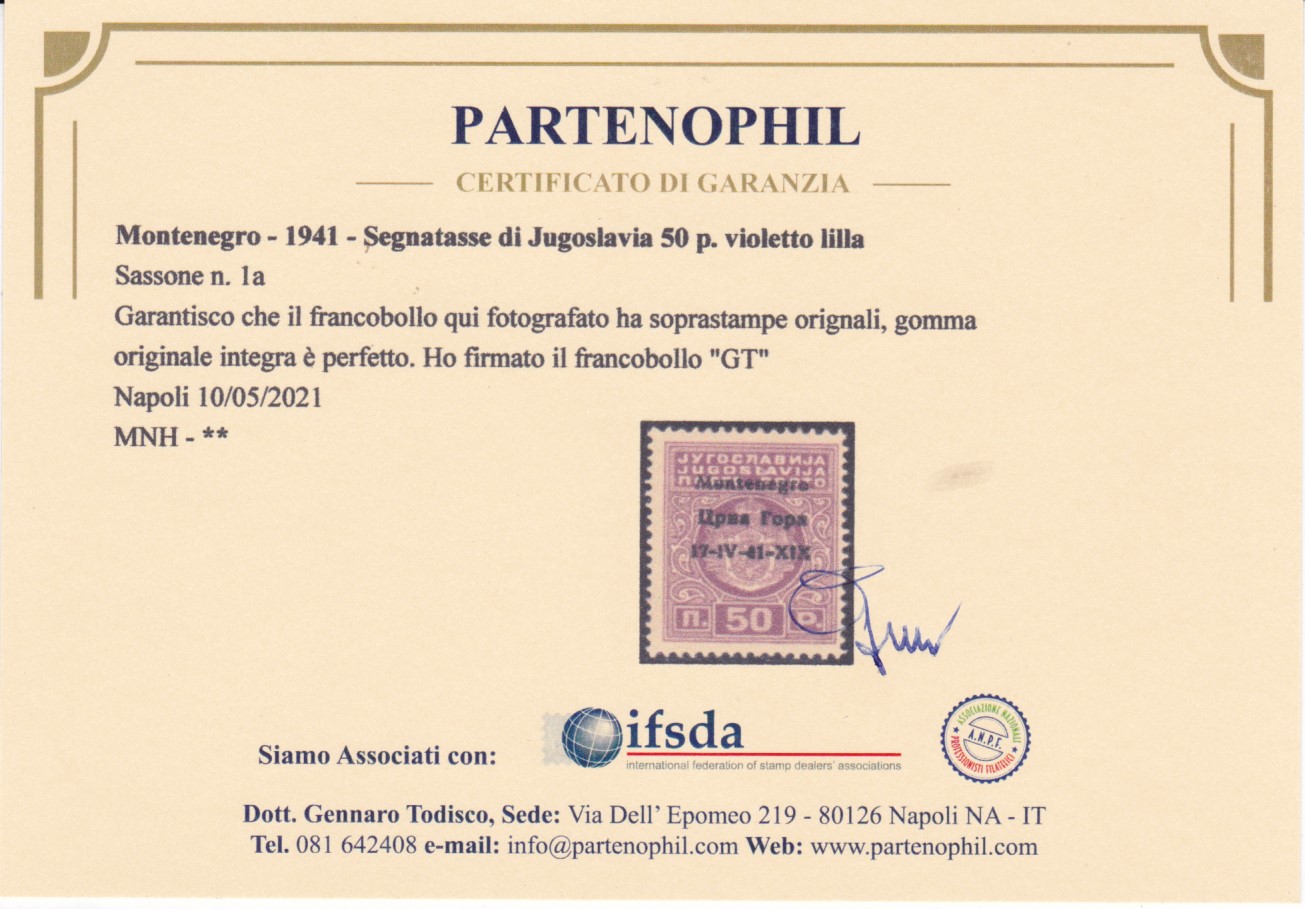 PARTENOPHIL
CERTIFICATO DI GARANZIA
Montenegro - 1941 - Segnatasse di Jugoslavia 50 p. violetto lilla
Sassone n. 1a
Garantisco che il francobollo qui fotografato ha soprastampe orignali, gomma
originale integra è perfetto. Ho firmato il francobollo "GT"
Napoli 10/05/2021
MNH - **
ЈУГОСЛАВИЈА
JUGOSLAVIJA
Montenegro
Црна Гора
17-IV-41-XIX
П. 50 P.
Siamo Associati con:
ifsda
international federation of stamp dealers' associations
ASSOCIAZIONE NAZIONALE
A.N.P.F.
PROFESSIONISTI FILATELICI
Dott. Gennaro Todisco, Sede: Via Dell' Epomeo 219 - 80126 Napoli NA - IT
Tel. 081 642408 e-mail: info@partenophil.com Web: www.partenophil.com